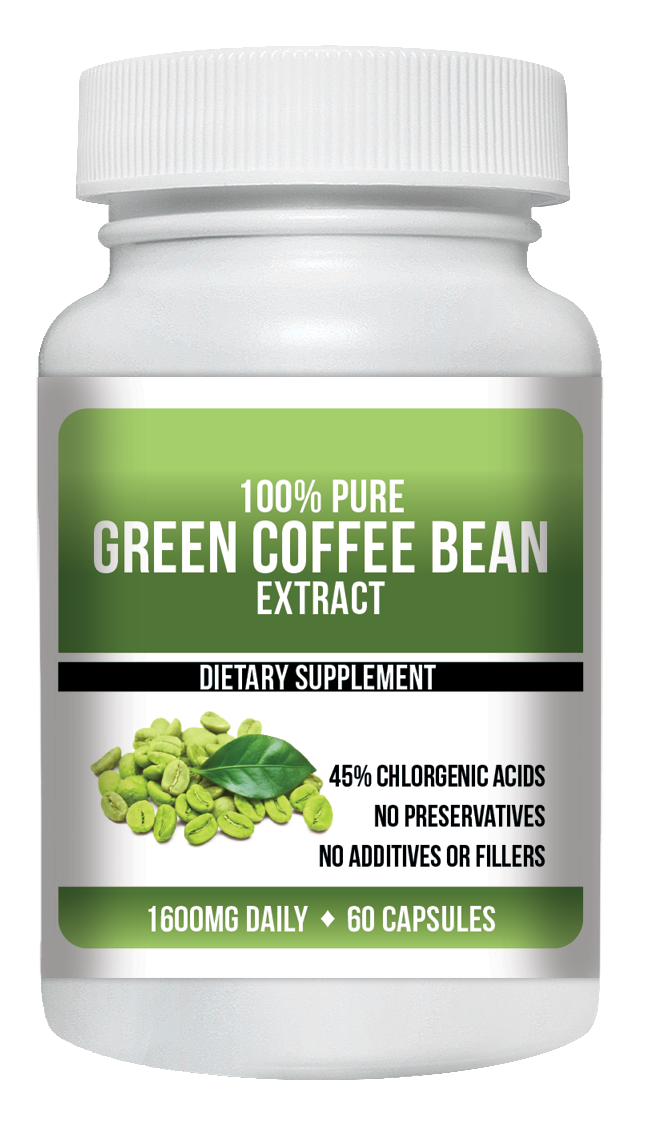 100% PURE
GREEN COFFEE BEAN
EXTRACT
DIETARY SUPPLEMENT
45% CHLORGENIC ACIDS
NO PRESERVATIVES
NO ADDITIVES OR FILLERS
1600MG DAILY ♦ 60 CAPSULES